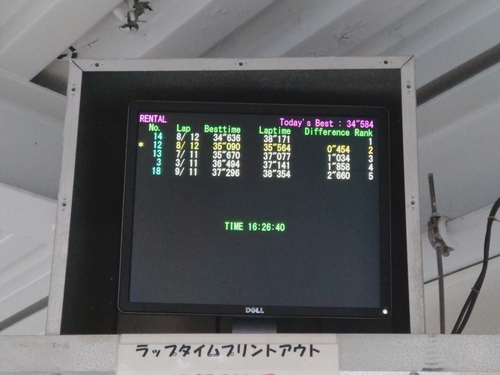 RENTAL Today's Best : 34"584
No. Lap Besttime Laptime Difference Rank
14 8/ 12 34"636 38"171 1
* 12 8/ 12 35"090 35"564 0"454 2
13 7/ 11 35"670 37"077 1"034 3
3 3/ 11 36"494 37"141 1"858 4
18 9/ 11 37"296 38"354 2"660 5
TIME 16:26:40
DELL
ラップタイムプリントアウト